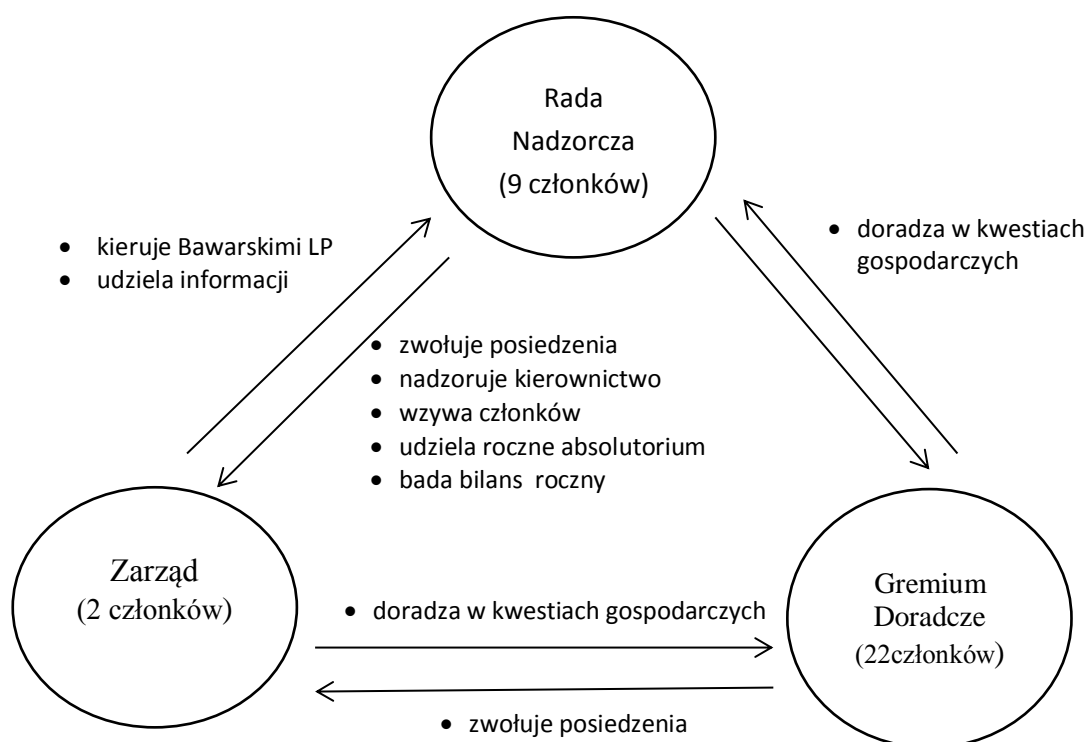 Rada
Nadzorcza
(9 członków)
• kieruje Bawarskimi LP
• udziela informacji
• doradza w kwestiach
gospodarczych
• zwołuje posiedzenia
• nadzoruje kierownictwo
• wzywa członków
• udziela roczne absolutorium
• bada bilans roczny
Zarząd
(2 członków)
• doradza w kwestiach gospodarczych
Gremium
Doradcze
(22członków)
• zwołuje posiedzenia